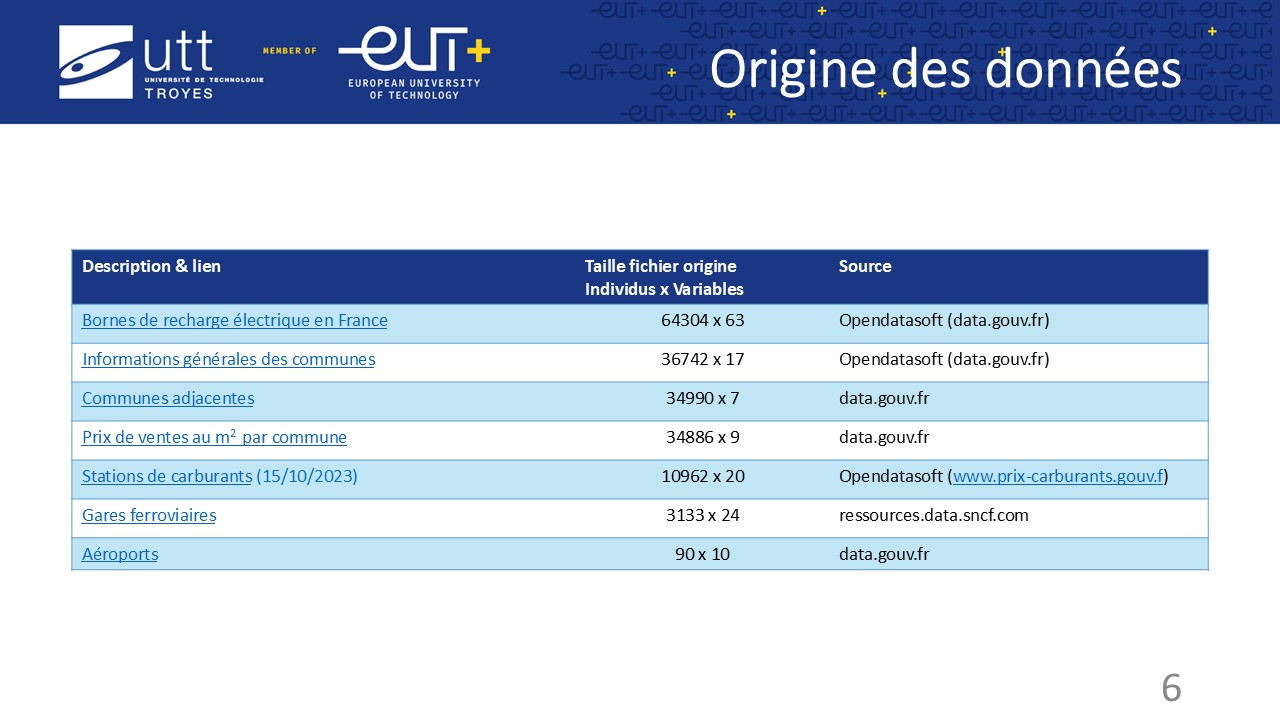 utt
UNIVERSITÉ DE TECHNOLOGIE
TROYES
MEMBER OF
EUT+
EUROPEAN UNIVERSITY
OF TECHNOLOGY
Origine des données
Description & lien Taille fichier origine Source
Individus x Variables
Bornes de recharge électrique en France 64304 x 63 Opendatasoft (data.gouv.fr)
Informations générales des communes 36742 x 17 Opendatasoft (data.gouv.fr)
Communes adjacentes 34990 x 7 data.gouv.fr
Prix de ventes au m² par commune 34886 x 9 data.gouv.fr
Stations de carburants (15/10/2023) 10962 x 20 Opendatasoft (www.prix-carburants.gouv.f)
Gares ferroviaires 3133 x 24 ressources.data.sncf.com
Aéroports 90 x 10 data.gouv.fr
6